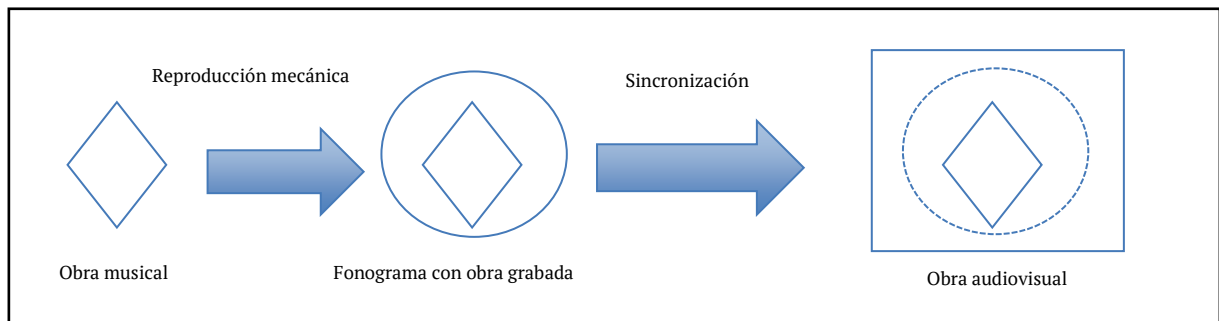 Reproducción mecánica
Sincronización
Obra musical
Fonograma con obra grabada
Obra audiovisual